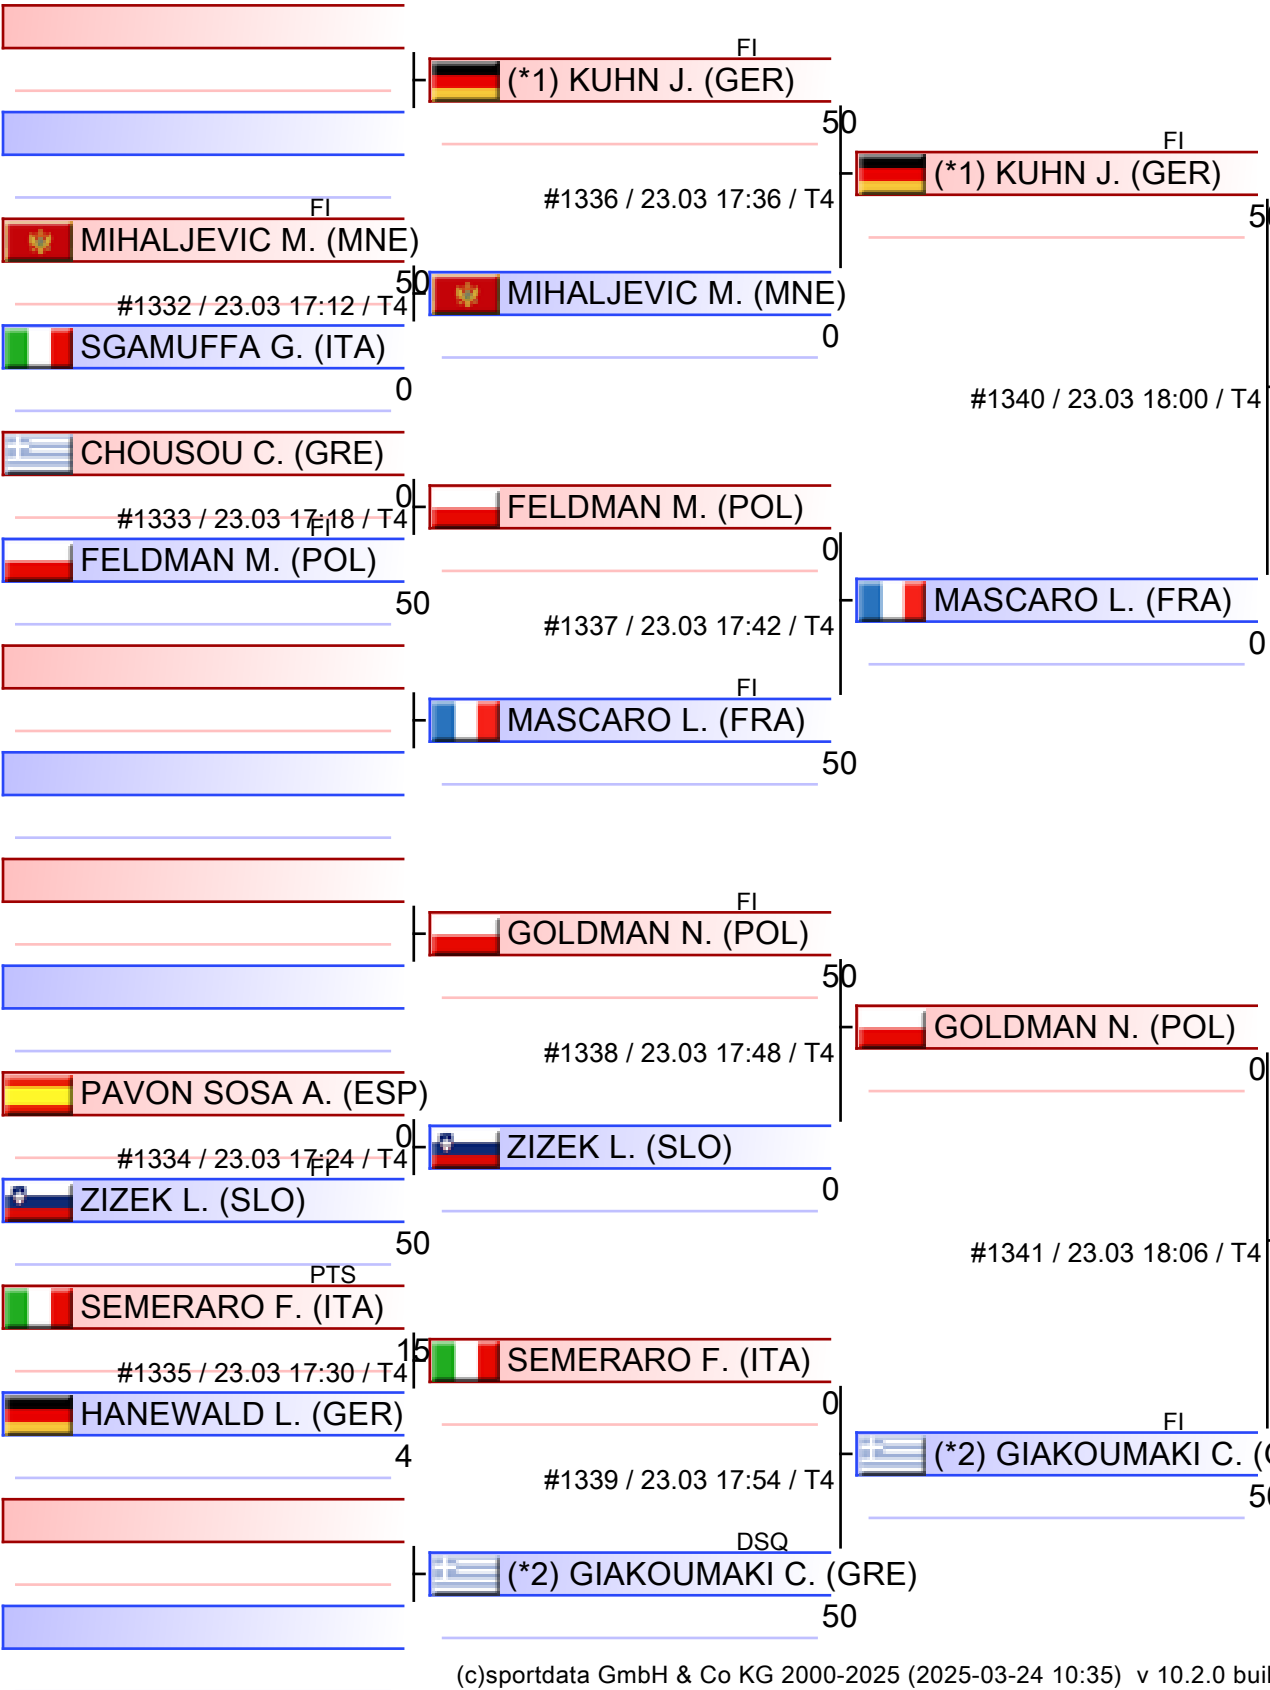 FI
(*1) KUHN J. (GER)
50
FI
(*1) KUHN J. (GER)
#1336 / 23.03 17:36 / T4
FI
MIHALJEVIC M. (MNE)
50
#1332 / 23.03 17:12 / T4
MIHALJEVIC M. (MNE)
0
SGAMUFFA G. (ITA)
0
#1340 / 23.03 18:00 / T4
CHOUSOU C. (GRE)
0
#1333 / 23.03 17:18 / T4
FELDMAN M. (POL)
0
FI
FELDMAN M. (POL)
50
MASCARO L. (FRA)
0
#1337 / 23.03 17:42 / T4
FI
MASCARO L. (FRA)
50
FI
GOLDMAN N. (POL)
50
GOLDMAN N. (POL)
0
#1338 / 23.03 17:48 / T4
PAVON SOSA A. (ESP)
0
#1334 / 23.03 17:24 / T4
ZIZEK L. (SLO)
0
FI
ZIZEK L. (SLO)
50
#1341 / 23.03 18:06 / T4
PTS
SEMERARO F. (ITA)
15
#1335 / 23.03 17:30 / T4
SEMERARO F. (ITA)
0
HANEWALD L. (GER)
4
FI
(*2) GIAKOUMAKI C.
#1339 / 23.03 17:54 / T4
DSQ
(*2) GIAKOUMAKI C. (GRE)
50
(c)sportdata GmbH & Co KG 2000-2025 (2025-03-24 10:35) v 10.2.0